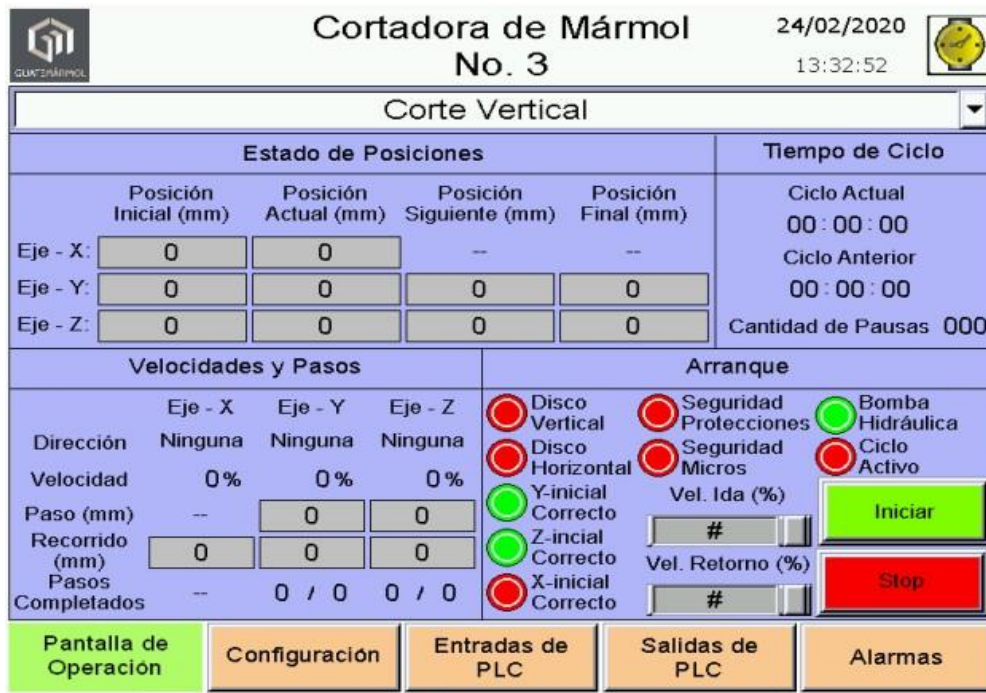 GUATEMÁRMOL
Cortadora de Mármol
No. 3
24/02/2020
13:32:52
Corte Vertical
Estado de Posiciones
Tiempo de Ciclo
Posición Inicial (mm) Posición Actual (mm) Posición Siguiente (mm) Posición Final (mm)
Eje - X: 0 0 -- --
Eje - Y: 0 0 0 0
Eje - Z: 0 0 0 0
Ciclo Actual
00:00:00
Ciclo Anterior
00:00:00
Cantidad de Pausas 000
Velocidades y Pasos
Eje - X Eje - Y Eje - Z
Dirección Ninguna Ninguna Ninguna
Velocidad 0% 0% 0%
Paso (mm) -- 0 0
Recorrido (mm) 0 0 0
Pasos Completados -- 0 / 0 0 / 0
Arranque
Disco Vertical
Seguridad Protecciones
Bomba Hidráulica
Disco Horizontal
Seguridad Micros
Ciclo Activo
Y-inicial Correcto
Z-incial Correcto
X-inicial Correcto
Vel. Ida (%)
#
Vel. Retorno (%)
#
Iniciar
Stop
Pantalla de Operación
Configuración
Entradas de PLC
Salidas de PLC
Alarmas